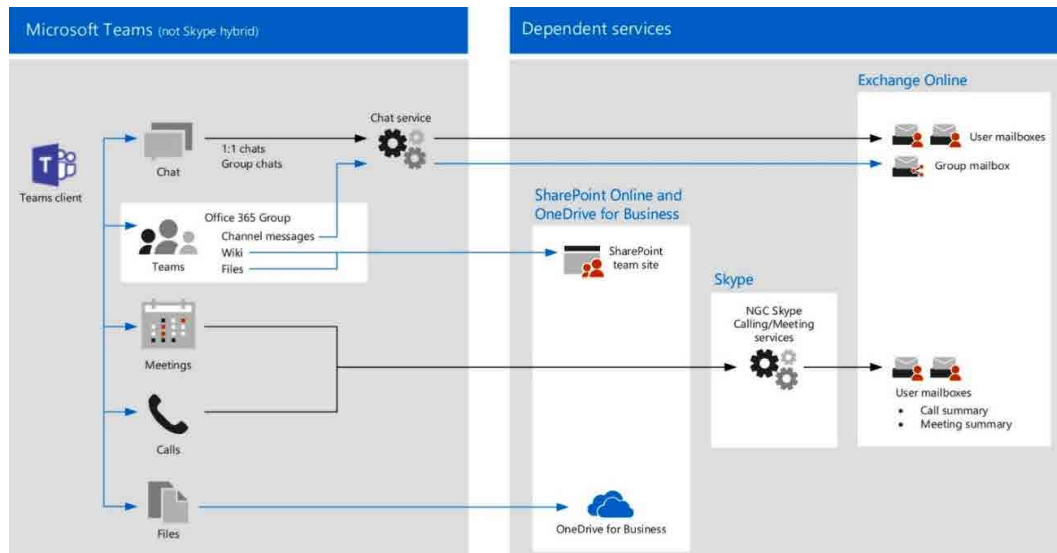 Microsoft Teams (not Skype hybrid)
Dependent services
Exchange Online
Chat service
1:1 chats
Group chats
Chat
User mailboxes
Group mailbox
T
Teams client
SharePoint Online and
OneDrive for Business
Office 365 Group
Channel messages
Wiki
Files
Teams
SharePoint
team site
Skype
NGC Skype
Calling/Meeting
services
Meetings
User mailboxes
• Call summary
• Meeting summary
Calls
Files
OneDrive for Business